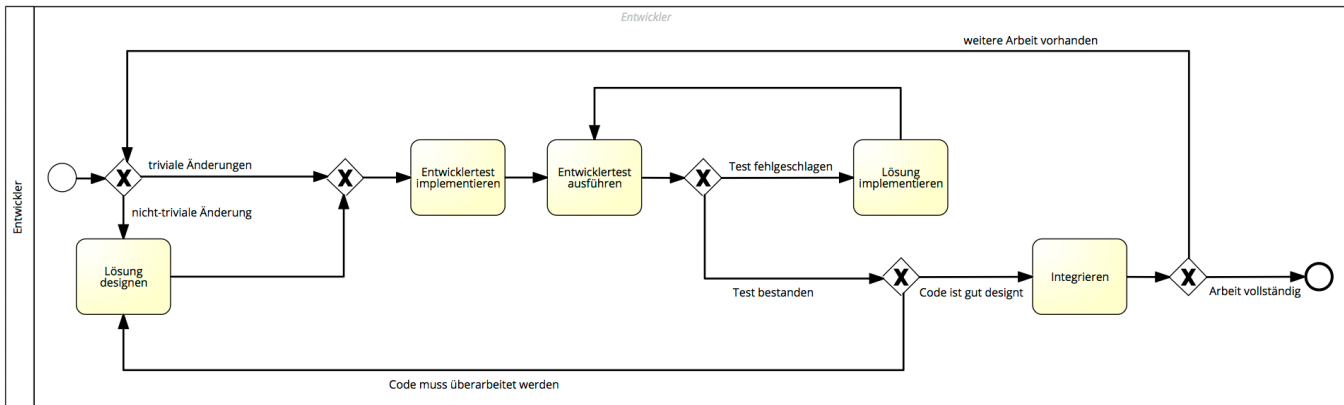 Entwickler
Entwickler
weitere Arbeit vorhanden
triviale Änderungen
nicht-triviale Änderung
Lösung
designen
Entwicklertest
implementieren
Entwicklertest
ausführen
Test fehlgeschlagen
Lösung
implementieren
Test bestanden
Code ist gut designt
Integrieren
Arbeit vollständig
Code muss überarbeitet werden